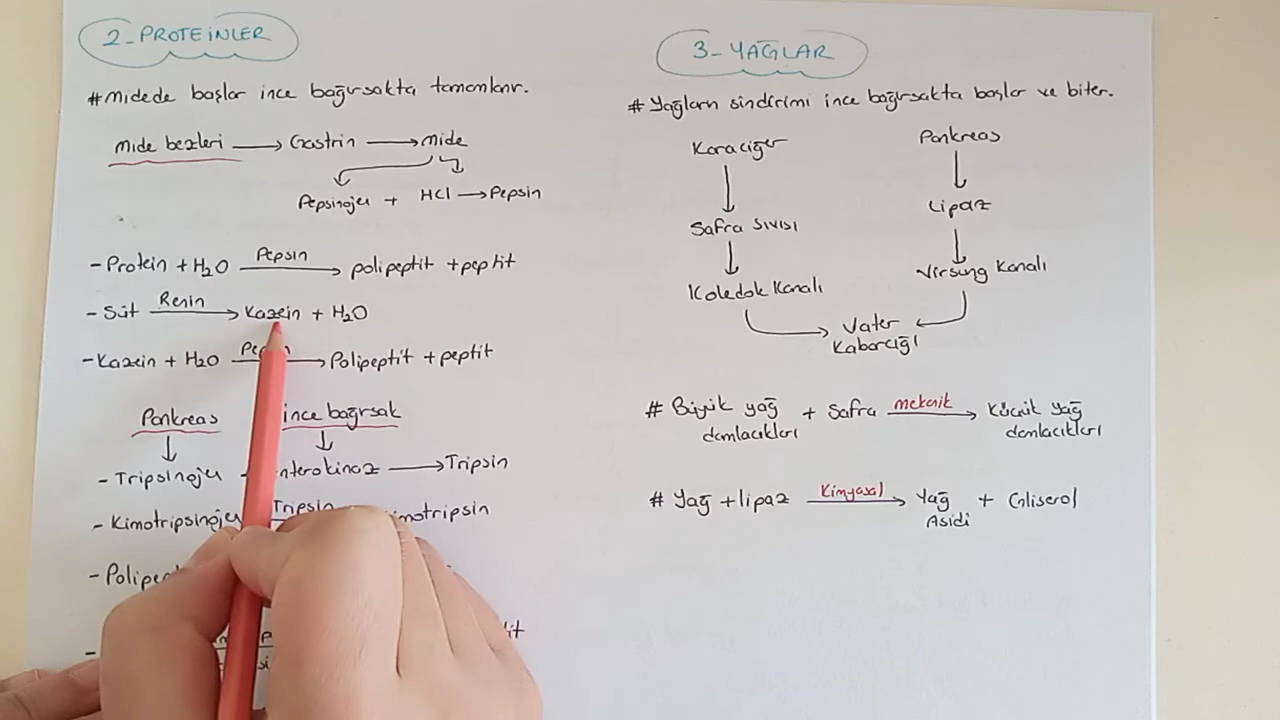 2-PROTEİNLER
#Midede başlar ince bağırsakta tamamlanır.
Mide bezleri → Gastrin → Mide
Pepsinojen + HCl → Pepsin
-Protein + H2O Pepsin → polipeptit + peptit
-Süt Renin → Kazein + H2O
-Kazein + H2O → Polipeptit + peptit
Pankreas ince bağırsak
-Tripsinojen → Tripsin
-Kimotripsinojen Tripsin
3-YAĞLAR
#Yağların sindirimi ince bağırsakta başlar ve biter.
Karaciğer Pankreas
Safra sıvısı Lipaz
Koledok Kanalı Virsung Kanalı
Vater
Kabarcığı
# Büyük yağ + Safra mekanik → küçük yağ
damlacıkları damlacıkları
# Yağ + lipaz Kimyasal → Yağ + Gliserol
Asidi